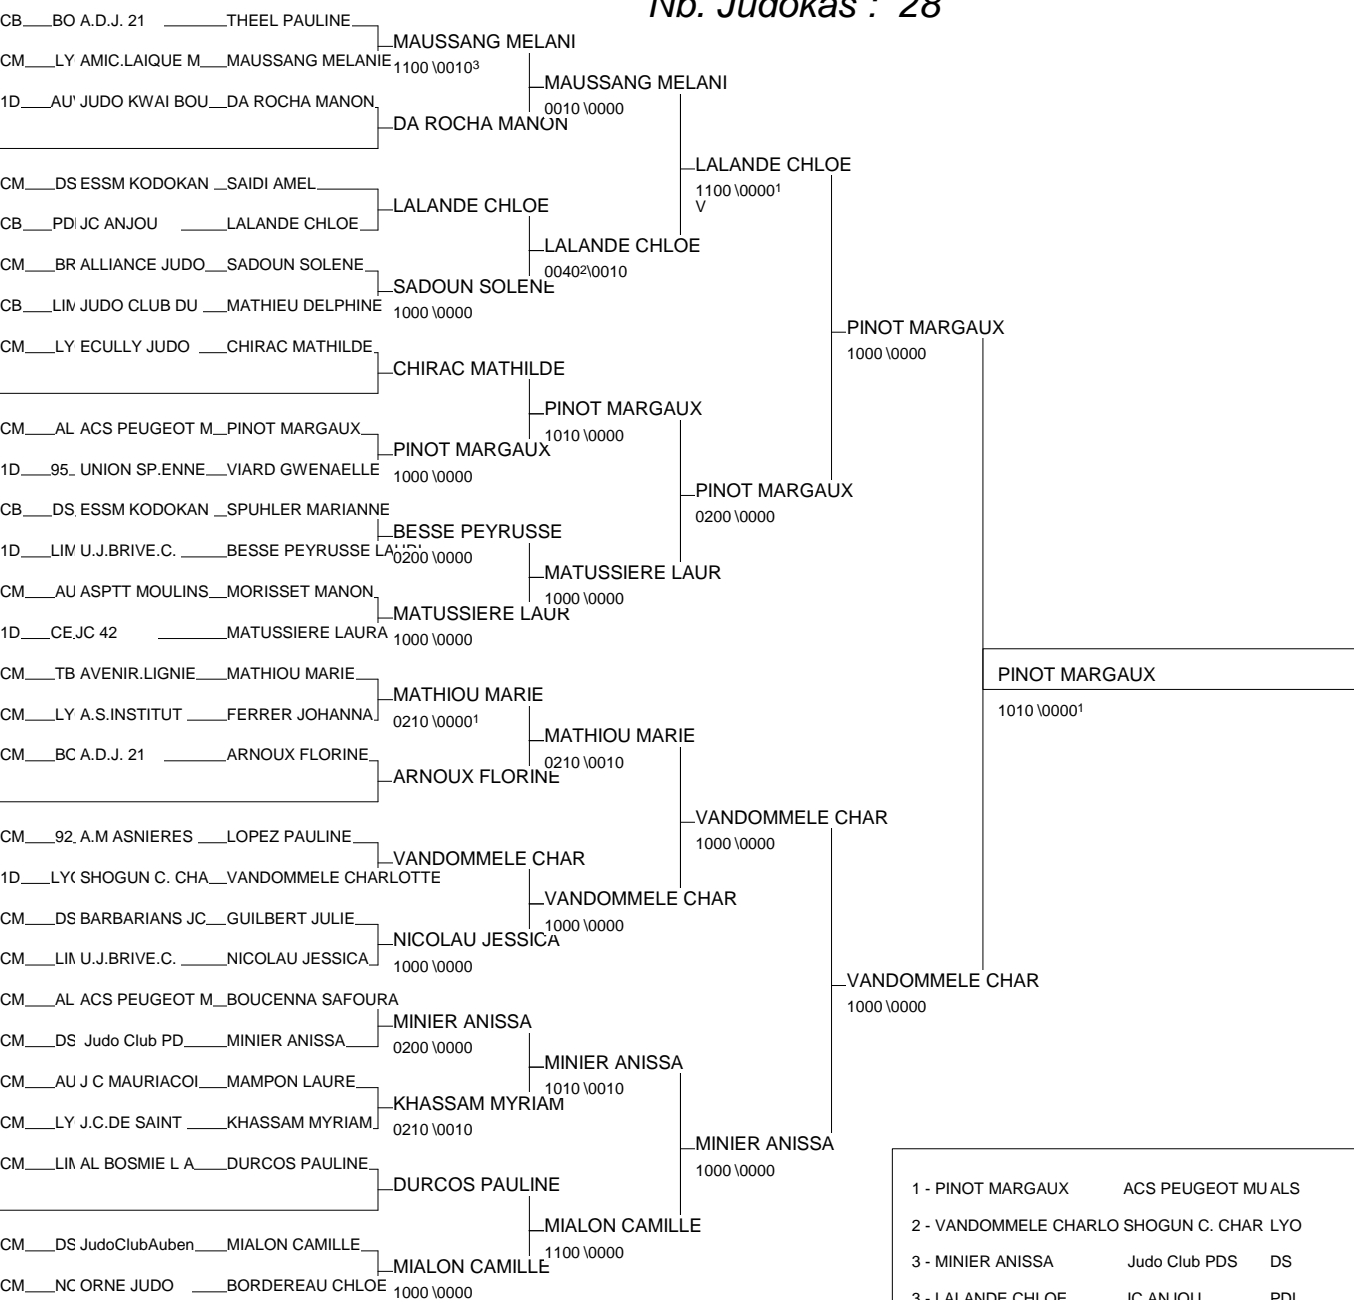 Nb. Judokas : 28
CB BO A.D.J. 21 THEEL PAULINE
MAUSSANG MELANI
CM LY AMIC.LAIQUE M MAUSSANG MELANIE
1100 \0010³
MAUSSANG MELANI
0010 \0000
1D AU JUDO KWAI BOU DA ROCHA MANON
DA ROCHA MANON
LALANDE CHLOE
1100 \0000¹
V
CM DS ESSM KODOKAN SAIDI AMEL
LALANDE CHLOE
CB PD JC ANJOU LALANDE CHLOE
LALANDE CHLOE
0040²\0010
CM BR ALLIANCE JUDO SADOUN SOLENE
SADOUN SOLENE
CB LIM JUDO CLUB DU MATHIEU DELPHINE
1000 \0000
PINOT MARGAUX
1000 \0000
CM LY ECULLY JUDO CHIRAC MATHILDE
CHIRAC MATHILDE
PINOT MARGAUX
1010 \0000
CM AL ACS PEUGEOT M PINOT MARGAUX
PINOT MARGAUX
1D 95 UNION SP.ENNE VIARD GWENAELLE
1000 \0000
PINOT MARGAUX
0200 \0000
CB DS ESSM KODOKAN SPUHLER MARIANNE
BESSE PEYRUSSE
1D LIM U.J.BRIVE.C. BESSE PEYRUSSE LAURI
0200 \0000
MATUSSIERE LAUR
1000 \0000
CM AU ASPTT MOULINS MORISSET MANON
MATUSSIERE LAUR
1D CE JC 42 MATUSSIERE LAURA
1000 \0000
PINOT MARGAUX
1010 \0000¹
CM TB AVENIR.LIGNIE MATHIOU MARIE
MATHIOU MARIE
CM LY A.S.INSTITUT FERRER JOHANNA
0210 \0000¹
MATHIOU MARIE
0210 \0010
CM BO A.D.J. 21 ARNOUX FLORINE
ARNOUX FLORINE
VANDOMMELE CHAR
1000 \0000
CM 92 A.M ASNIERES LOPEZ PAULINE
VANDOMMELE CHAR
1D LYO SHOGUN C. CHA VANDOMMELE CHARLOTTE
VANDOMMELE CHAR
1000 \0000
CM DS BARBARIANS JC GUILBERT JULIE
NICOLAU JESSICA
CM LIM U.J.BRIVE.C. NICOLAU JESSICA
1000 \0000
VANDOMMELE CHAR
1000 \0000
CM AL ACS PEUGEOT M BOUCENNA SAFOURA
MINIER ANISSA
CM DS Judo Club PD MINIER ANISSA
0200 \0000
MINIER ANISSA
1010 \0010
CM AU J C MAURIACOI MAMPON LAURE
KHASSAM MYRIAM
CM LY J.C.DE SAINT KHASSAM MYRIAM
0210 \0010
MINIER ANISSA
1000 \0000
CM LIM AL BOSMIE L A DURCOS PAULINE
DURCOS PAULINE
MIALON CAMILLE
1100 \0000
CM DS JudoClubAuben MIALON CAMILLE
MIALON CAMILLE
CM NO ORNE JUDO BORDEREAU CHLOE
1000 \0000
1 - PINOT MARGAUX ACS PEUGEOT MU ALS
2 - VANDOMMELE CHARLO SHOGUN C. CHAR LYO
3 - MINIER ANISSA Judo Club PDS DS
3 - LALANDE CHLOE JC ANJOU PDL